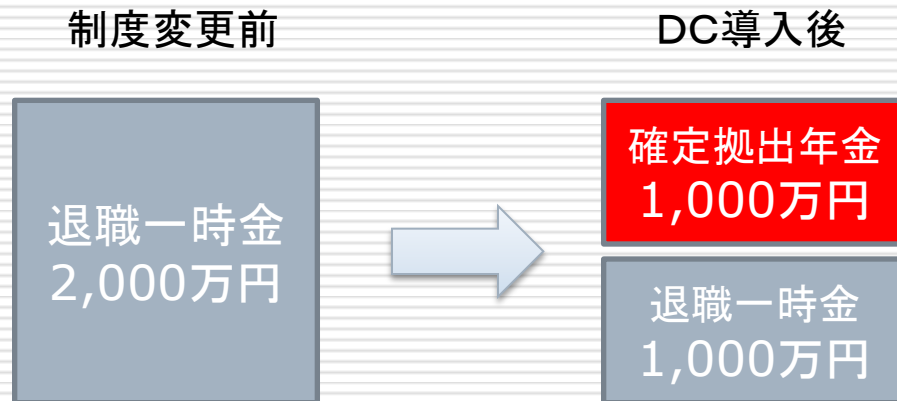 制度変更前
DC導入後
退職一時金
2,000万円
確定拠出年金
1,000万円
退職一時金
1,000万円